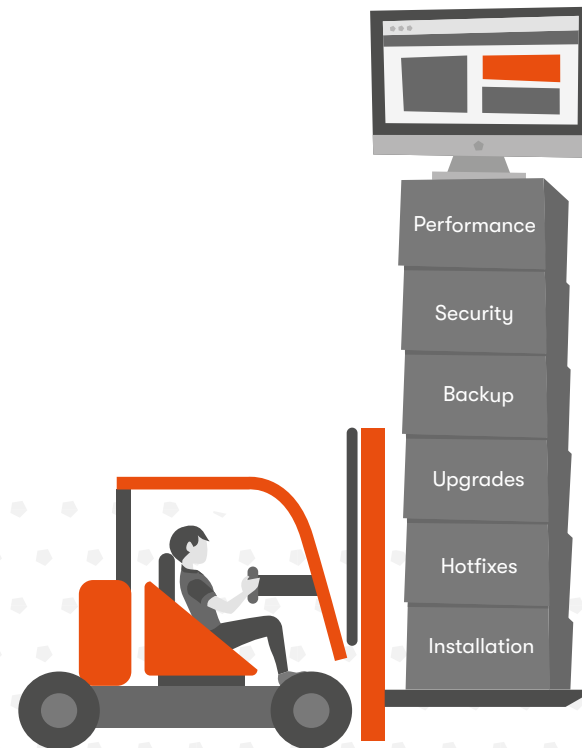 Performance
Security
Backup
Upgrades
Hotfixes
Installation